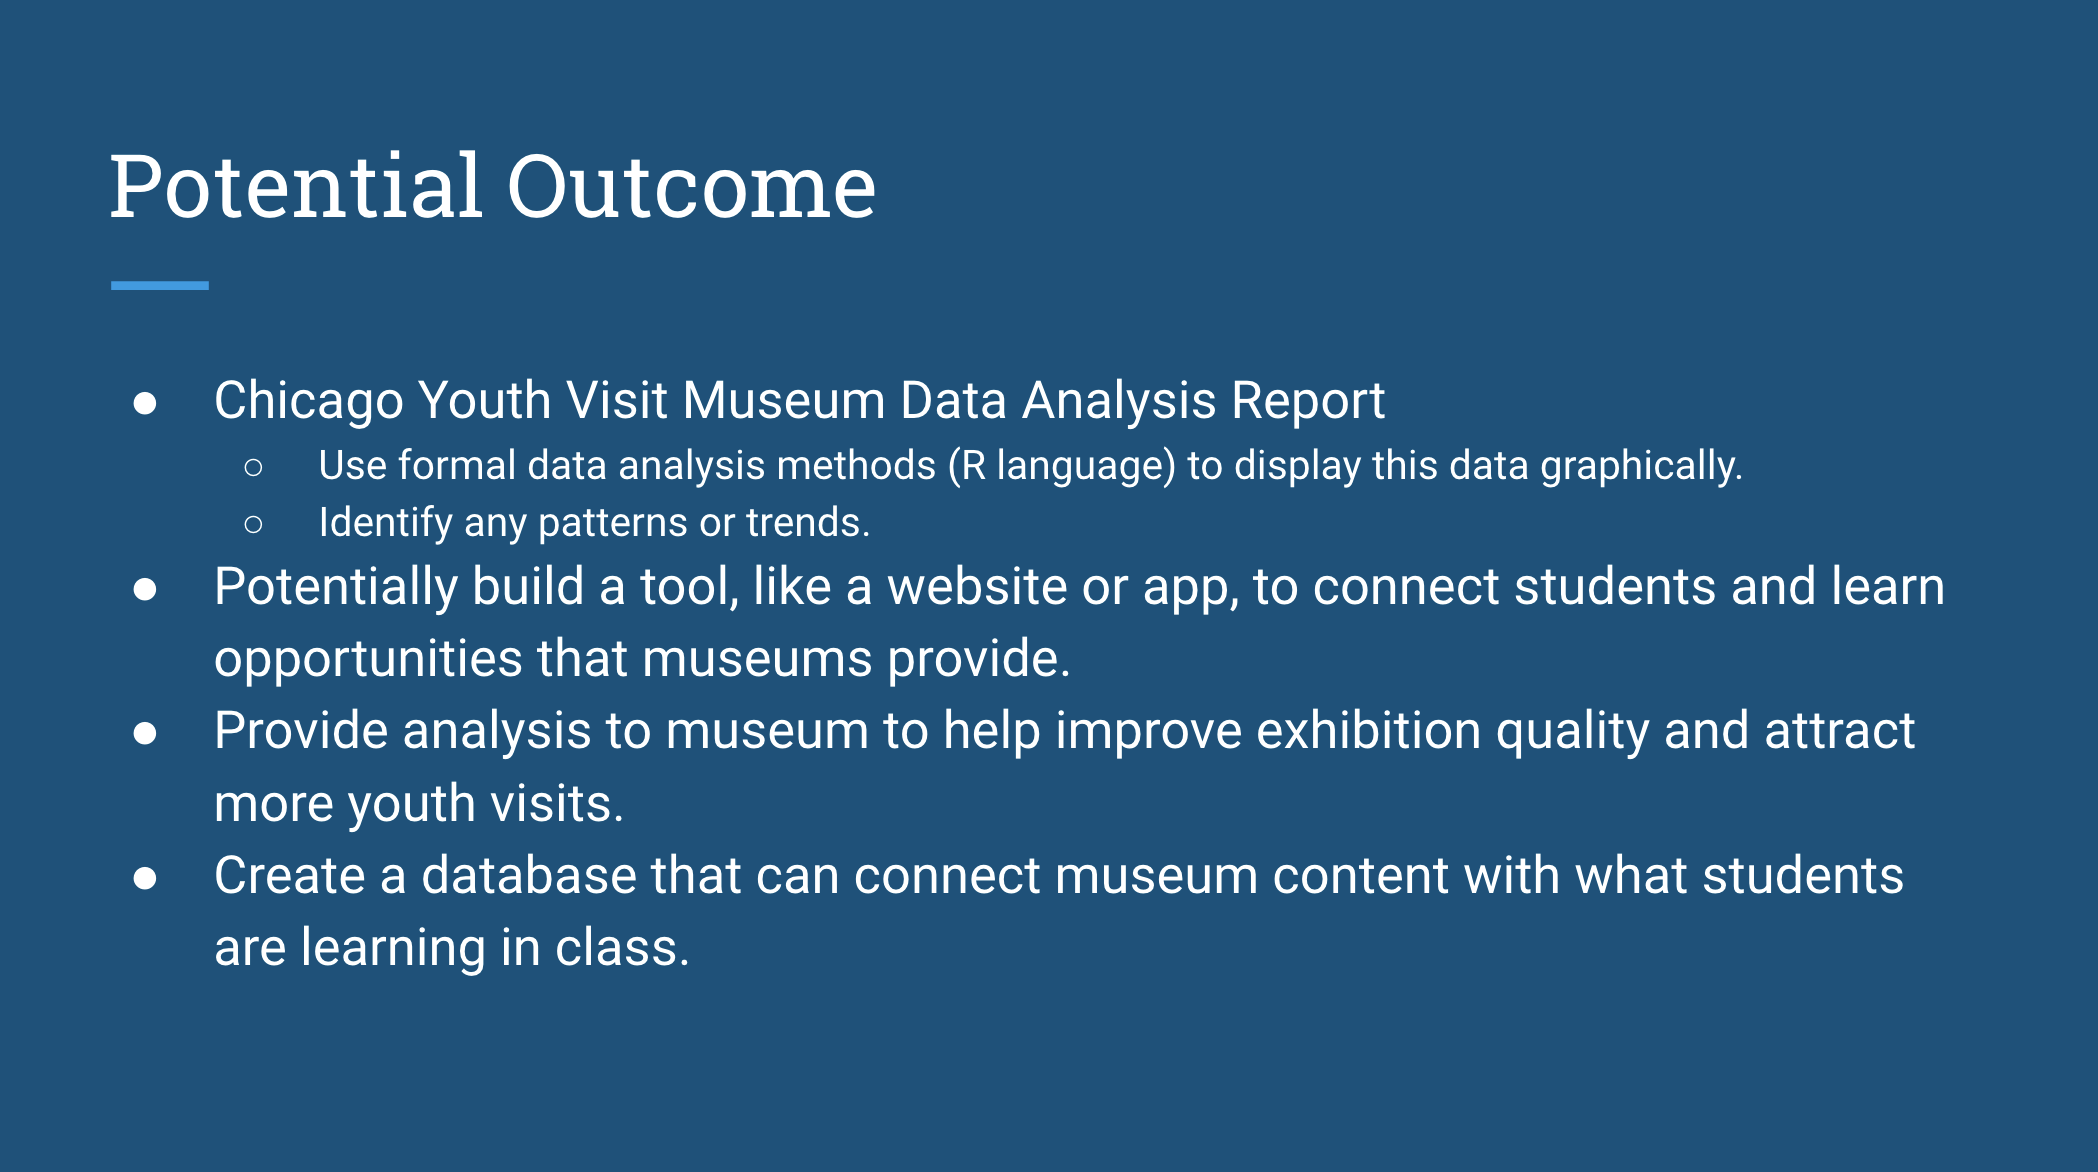 Potential Outcome
● Chicago Youth Visit Museum Data Analysis Report
○ Use formal data analysis methods (R language) to display this data graphically.
○ Identify any patterns or trends.
● Potentially build a tool, like a website or app, to connect students and learn
opportunities that museums provide.
● Provide analysis to museum to help improve exhibition quality and attract
more youth visits.
● Create a database that can connect museum content with what students
are learning in class.